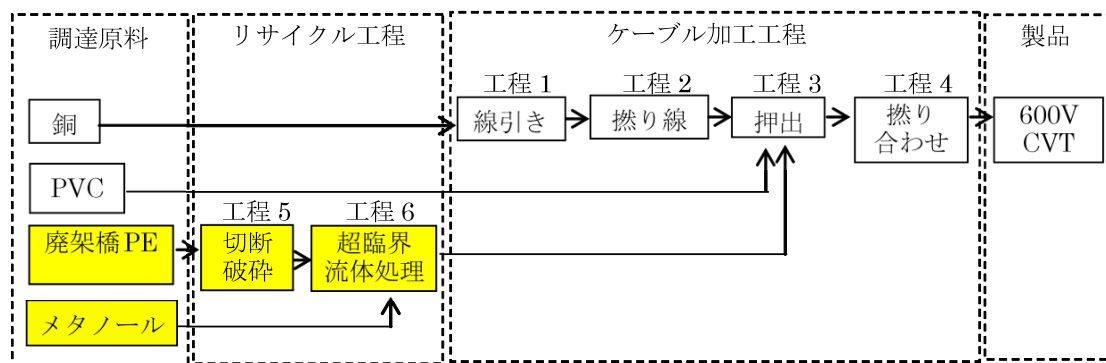 調達原料
リサイクル工程
ケーブル加工工程
製品
工程 1
工程 2
工程 3
工程 4
銅
線引き
撚り線
押出
撚り
合わせ
600V
CVT
PVC
工程 5
工程 6
廃架橋PE
切断
破砕
超臨界
流体処理
メタノール